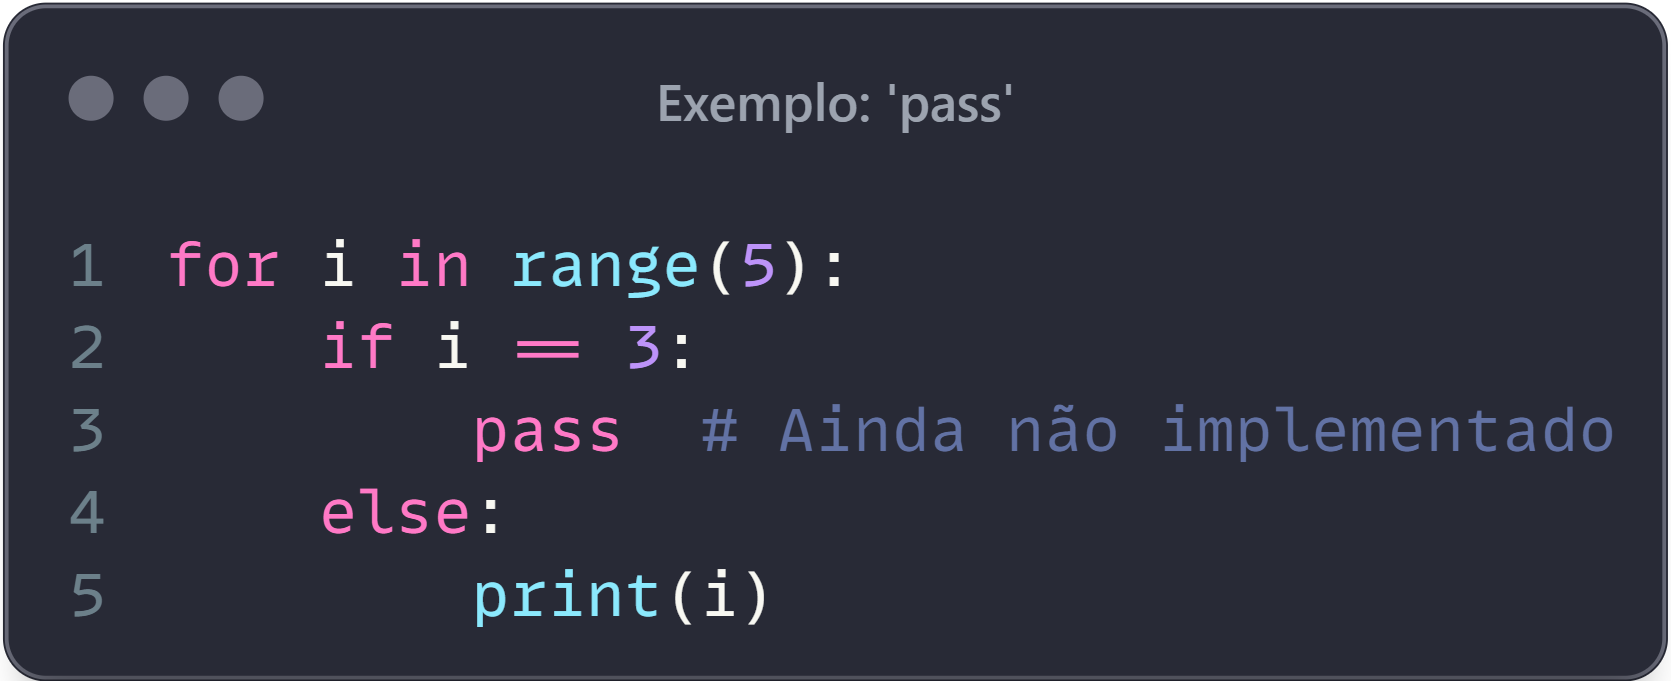 Exemplo: 'pass'
1 for i in range(5):
2     if i == 3:
3         pass  # Ainda não implementado
4     else:
5         print(i)